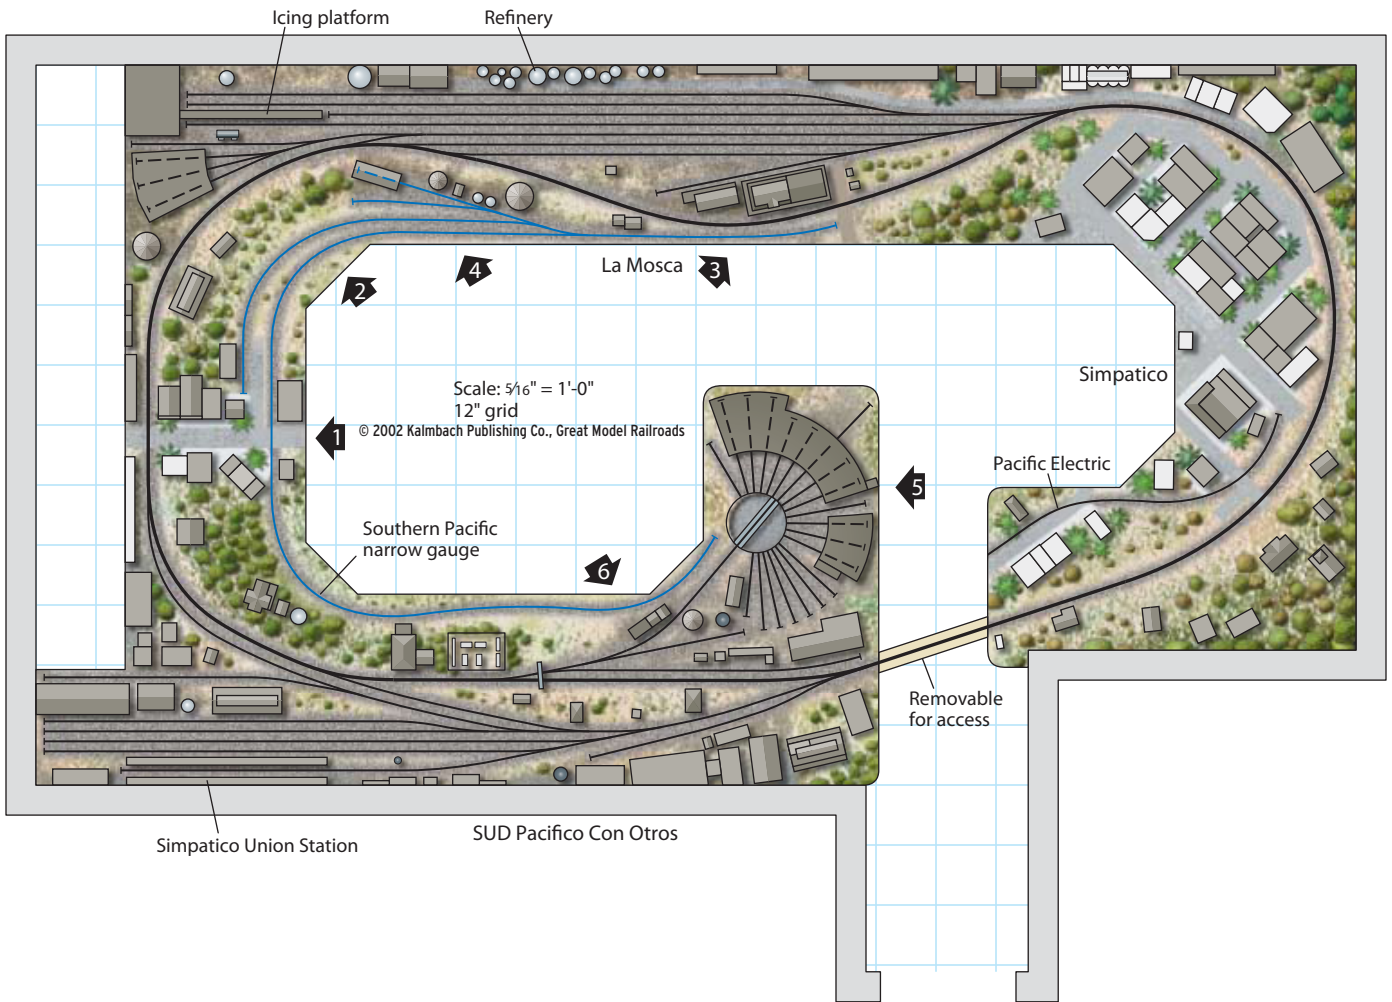 Icing platform
Refinery
2
4
La Mosca
3
Scale: 5/16" = 1'-0"
12" grid
© 2002 Kalmbach Publishing Co., Great Model Railroads
1
Simpatico
Pacific Electric
5
Southern Pacific
narrow gauge
6
Removable
for access
SUD Pacifico Con Otros
Simpatico Union Station